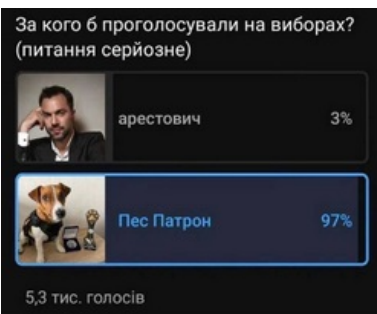 За кого б проголосували на виборах?
(питання серйозне)
арестович 3%
Пес Патрон 97%
5,3 тис. голосів